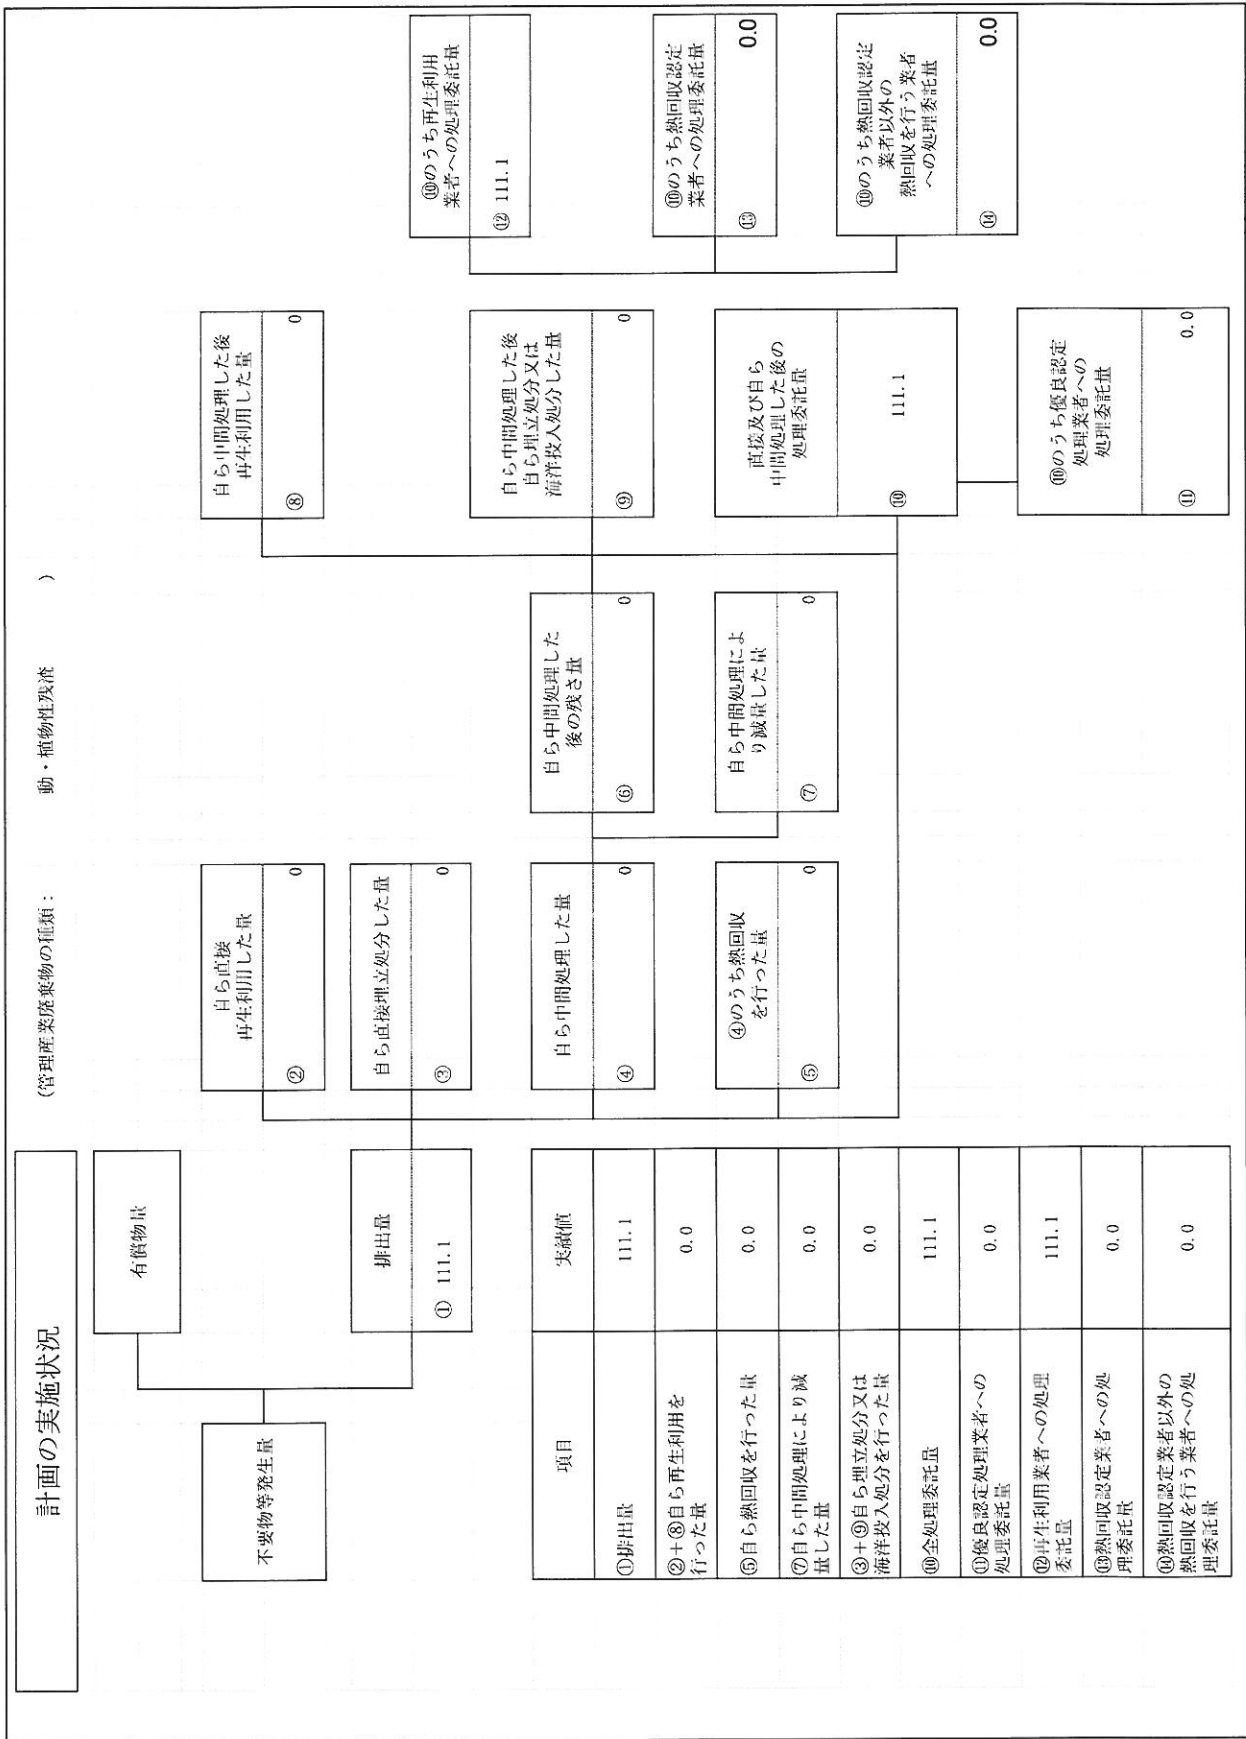 計画の実施状況
(管理産業廃棄物の種類:
動・植物性残渣
)
不要物等発生量
有償物量
排出量
① 111.1
自ら直接
再生利用した量
②
0
自ら直接埋立処分した量
③
0
自ら中間処理した量
④
0
④のうち熱回収
を行った量
⑤
0
自ら中間処理した
後の残さ量
⑥
0
自ら中間処理によ
り減量した量
⑦
0
自ら中間処理した後
再生利用した量
⑧
0
自ら中間処理した後
自ら埋立処分又は
海洋投入処分した量
⑨
0
直接及び自ら
中間処理した後の
処理委託量
⑩
111.1
⑩のうち優良認定
処理業者への
処理委託量
⑪
0.0
⑩のうち再生利用
業者への処理委託量
⑫ 111.1
⑩のうち熱回収認定
業者への処理委託量
⑬
0.0
⑩のうち熱回収認定
業者以外の
熱回収を行う業者
への処理委託量
⑭
0.0
項目
実績値
①排出量
111.1
②+⑧自ら再生利用を
行った量
0.0
⑤自ら熱回収を行った量
0.0
⑦自ら中間処理により減
量した量
0.0
③+⑨自ら埋立処分又は
海洋投入処分を行った量
0.0
⑩全処理委託量
111.1
⑪優良認定処理業者への
処理委託量
0.0
⑫再生利用業者への処理
委託量
111.1
⑬熱回収認定業者への処
理委託量
0.0
⑭熱回収認定業者以外の
熱回収を行う業者への処
理委託量
0.0